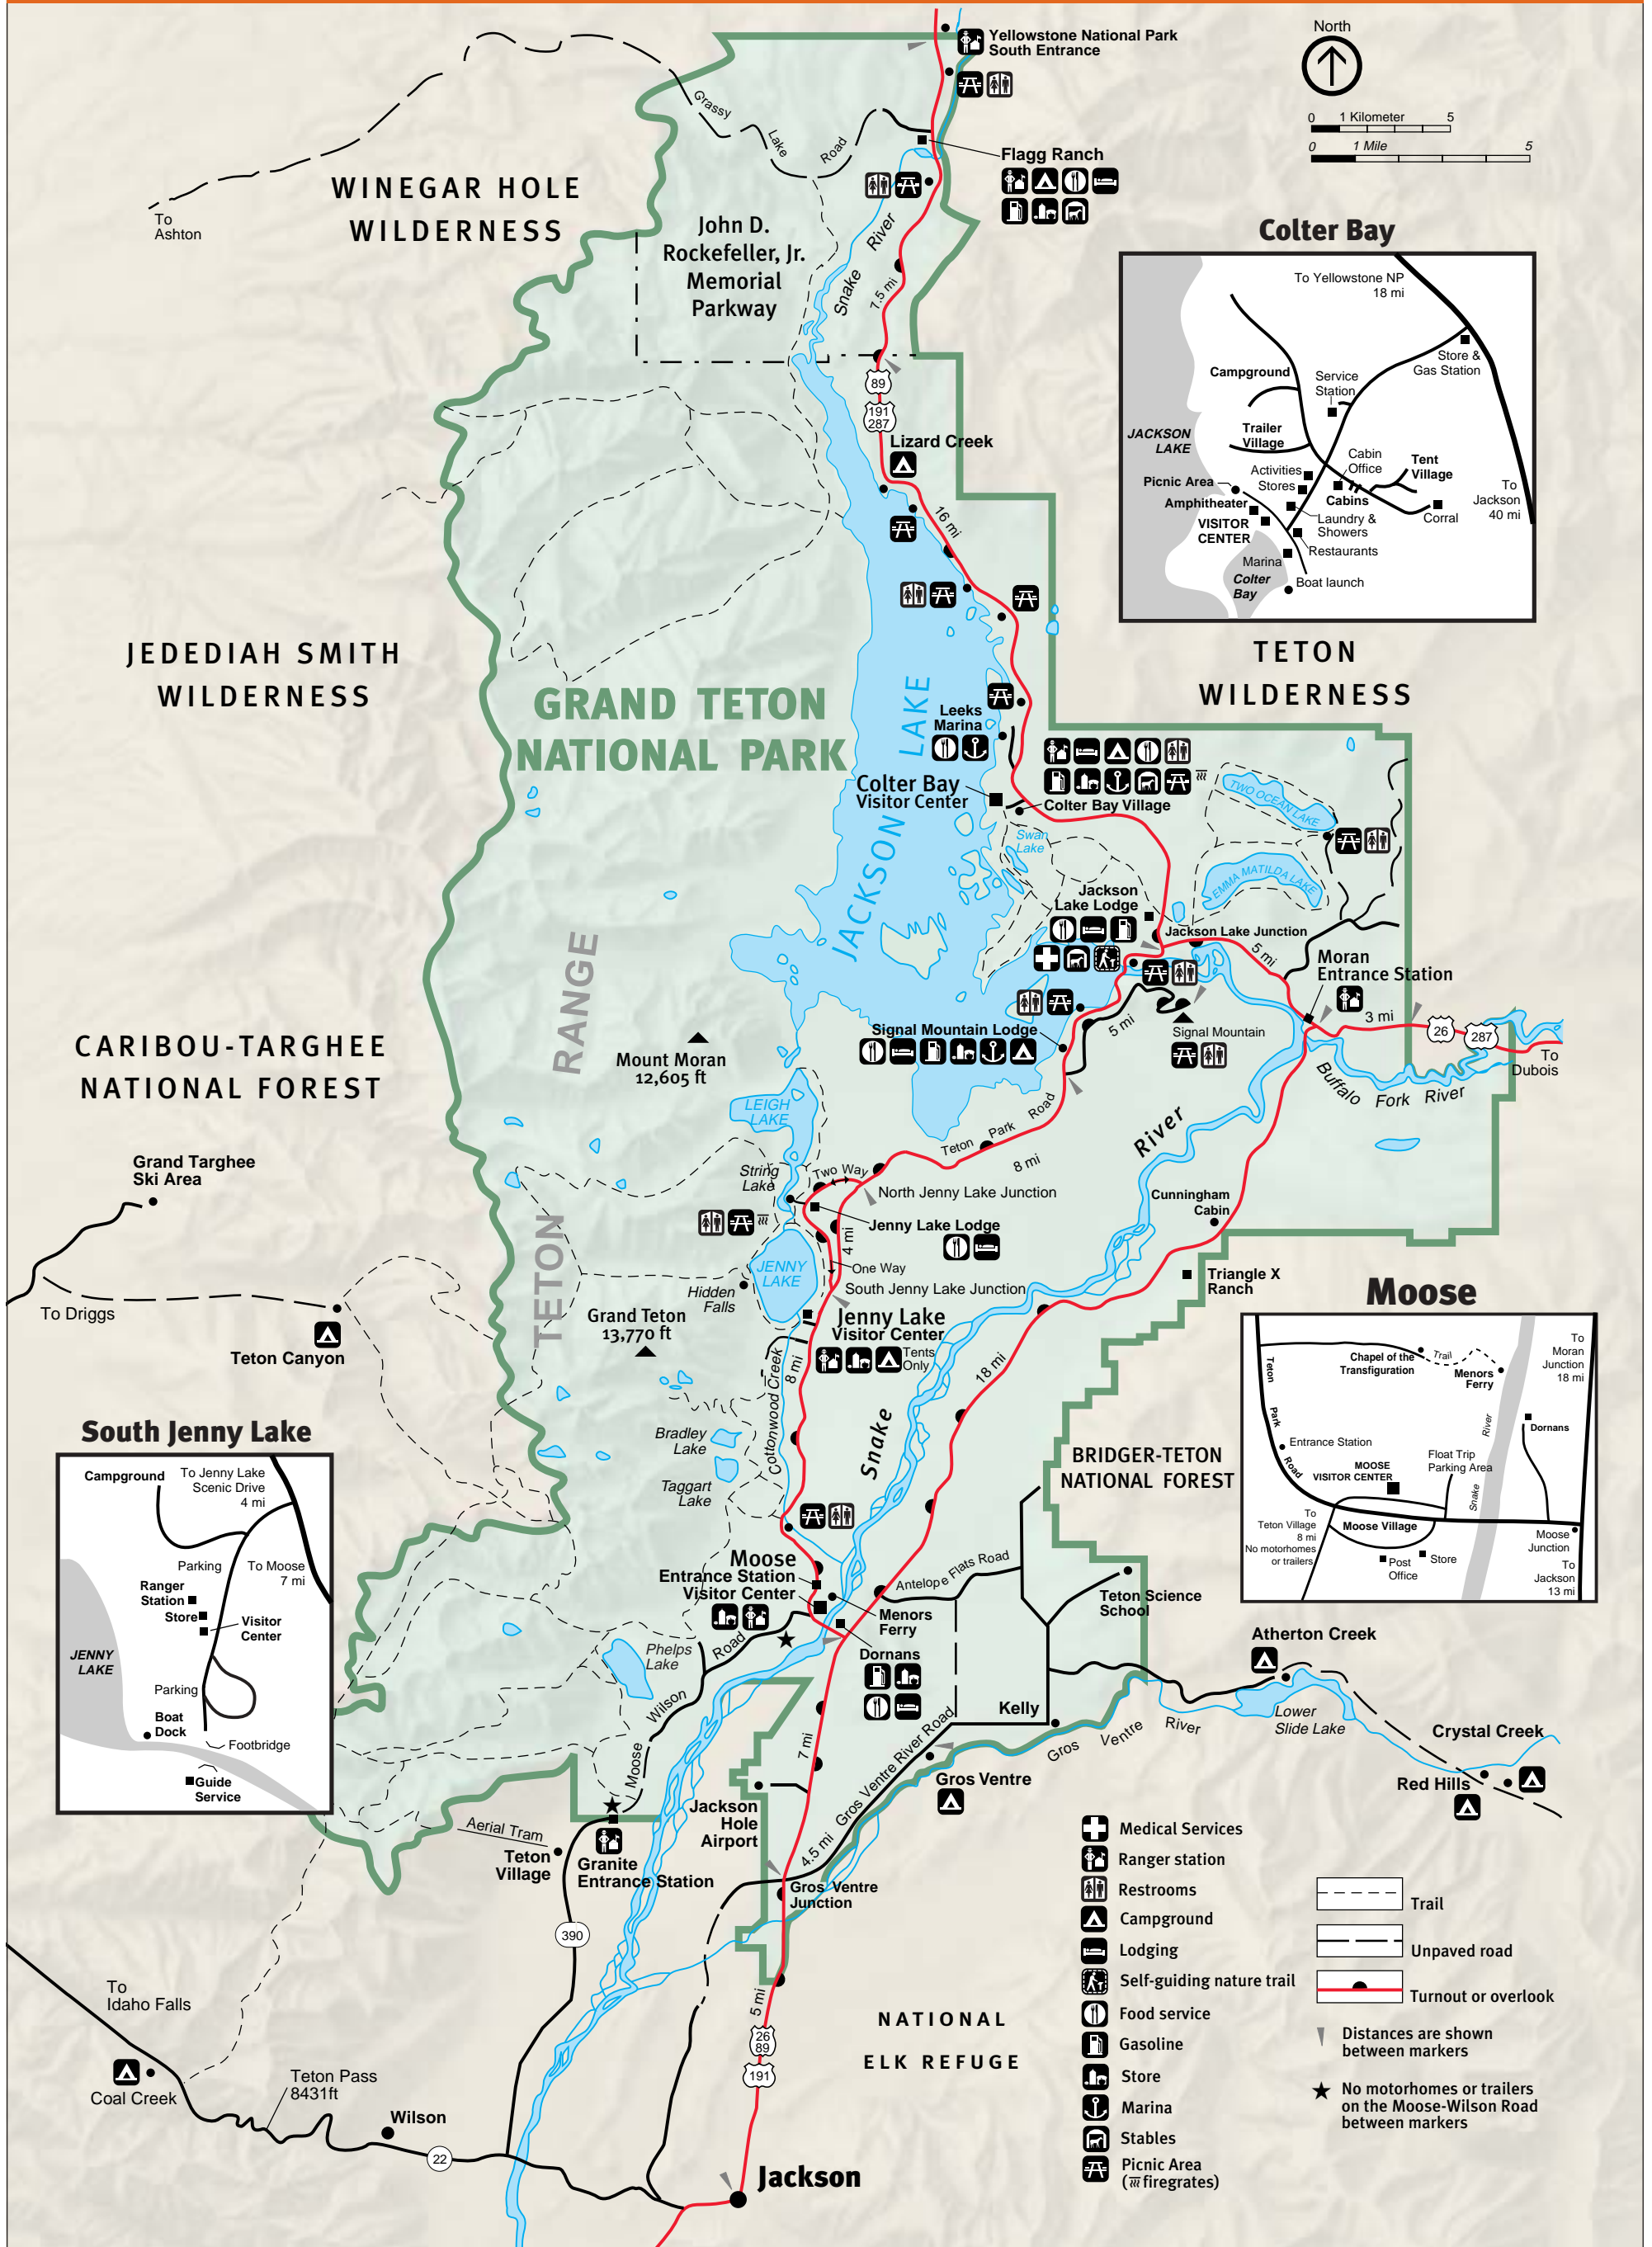 Yellowstone National Park
South Entrance
North
0 1 Kilometer 5
0 1 Mile 5
Grassy
Lake
Road
Flagg Ranch
WINEGAR HOLE
WILDERNESS
To
Ashton
John D.
Rockefeller, Jr.
Memorial
Parkway
Snake
River
7.5 mi
89
191
287
Lizard Creek
16 mi
Colter Bay
To Yellowstone NP
18 mi
Store &
Gas Station
Campground
Service
Station
JACKSON
LAKE
Trailer
Village
Cabin
Office
Tent
Village
Activities
Stores
Picnic Area
Cabins
To
Jackson
40 mi
Amphitheater
Corral
Laundry &
Showers
VISITOR
CENTER
Restaurants
Marina
Colter
Bay
Boat launch
JEDEDIAH SMITH
WILDERNESS
TETON
WILDERNESS
GRAND TETON
NATIONAL PARK
JACKSON LAKE
Leeks
Marina
Colter Bay
Visitor Center
Colter Bay Village
Swan
Lake
TWO OCEAN LAKE
EMMA MATILDA LAKE
Jackson
Lake Lodge
Jackson Lake Junction
5 mi
Moran
Entrance Station
3 mi
26
287
To
Dubois
Buffalo Fork River
Signal Mountain Lodge
5 mi
Signal Mountain
TETON RANGE
Mount Moran
12,605 ft
CARIBOU-TARGHEE
NATIONAL FOREST
LEIGH
LAKE
Teton Park Road
8 mi
String
Lake
Two Way
North Jenny Lake Junction
Jenny Lake Lodge
4 mi
One Way
JENNY
LAKE
South Jenny Lake Junction
Hidden
Falls
Grand Teton
13,770 ft
Jenny Lake
Visitor Center
Tents
Only
8 mi
Cottonwood Creek
Snake River
18 mi
Cunningham
Cabin
Triangle X
Ranch
Grand Targhee
Ski Area
To Driggs
Teton Canyon
Moose
Teton Park Road
Chapel of the
Transfiguration
Trail
Menors
Ferry
To
Moran
Junction
18 mi
Snake River
Dornans
Entrance Station
MOOSE
VISITOR CENTER
Float Trip
Parking Area
To
Teton Village
8 mi
No motorhomes
or trailers
Moose Village
Post
Office
Store
Moose
Junction
To
Jackson
13 mi
South Jenny Lake
Campground
To Jenny Lake
Scenic Drive
4 mi
Parking
To Moose
7 mi
Ranger
Station
Store
Visitor
Center
JENNY
LAKE
Parking
Boat
Dock
Footbridge
Guide
Service
Bradley
Lake
Taggart
Lake
BRIDGER-TETON
NATIONAL FOREST
Moose
Entrance Station
Visitor Center
Antelope Flats Road
Teton Science
School
Menors
Ferry
Dornans
Phelps
Lake
Moose Wilson Road
7 mi
Kelly
Gros Ventre River Road
4.5 mi
Gros Ventre
Gros Ventre River
Atherton Creek
Lower
Slide Lake
Crystal Creek
Red Hills
Jackson
Hole
Airport
Aerial Tram
Teton
Village
Granite
Entrance Station
Gros Ventre
Junction
390
5 mi
26
89
191
NATIONAL
ELK REFUGE
To
Idaho Falls
Coal Creek
Teton Pass
8431ft
Wilson
22
Jackson
Medical Services
Ranger station
Restrooms
Campground
Lodging
Self-guiding nature trail
Food service
Gasoline
Store
Marina
Stables
Picnic Area
( firegrates)
Trail
Unpaved road
Turnout or overlook
Distances are shown
between markers
No motorhomes or trailers
on the Moose-Wilson Road
between markers